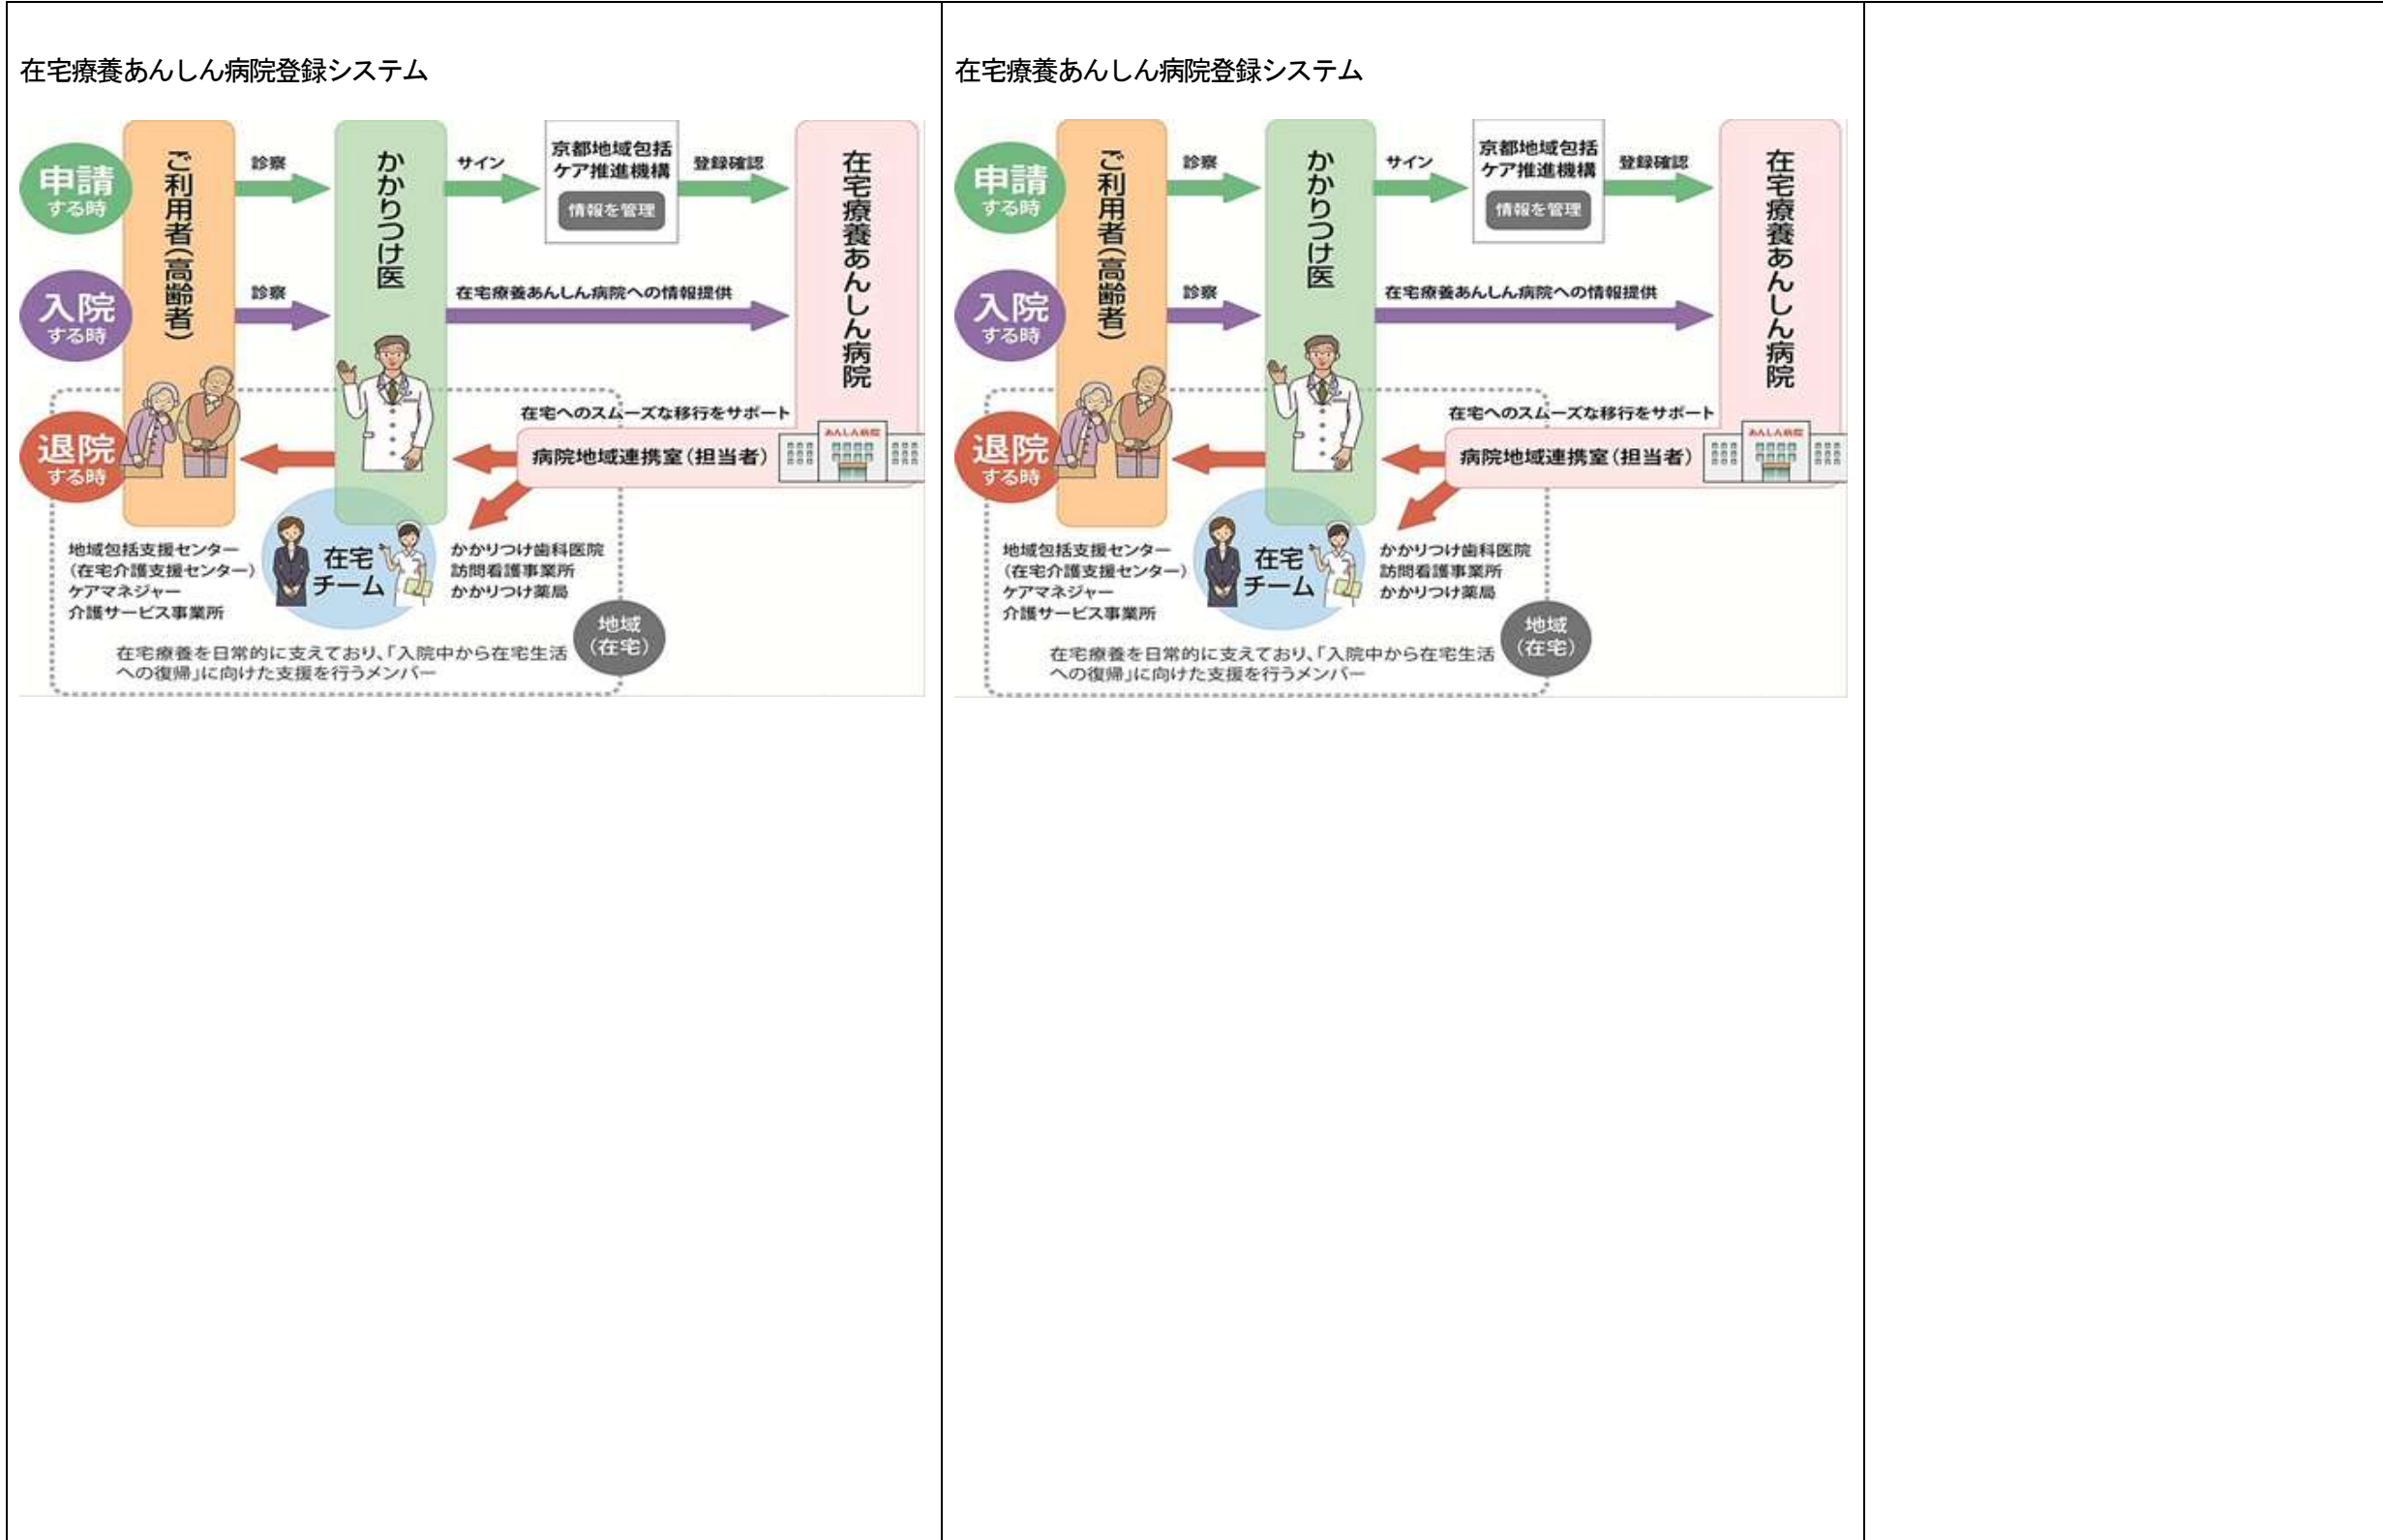 在宅療養あんしん病院登録システム
申請
する時
ご利用者(高齢者)
診察
かかりつけ医
サイン
京都地域包括
ケア推進機構
情報を管理
登録確認
在宅療養あんしん病院
入院
する時
診察
在宅療養あんしん病院への情報提供
退院
する時
在宅へのスムーズな移行をサポート
病院地域連携室(担当者)
あんしん病院
地域包括支援センター
(在宅介護支援センター)
ケアマネジャー
介護サービス事業所
在宅
チーム
かかりつけ歯科医院
訪問看護事業所
かかりつけ薬局
地域
(在宅)
在宅療養を日常的に支えており、「入院中から在宅生活
への復帰」に向けた支援を行うメンバー
在宅療養あんしん病院登録システム
申請
する時
ご利用者(高齢者)
診察
かかりつけ医
サイン
京都地域包括
ケア推進機構
情報を管理
登録確認
在宅療養あんしん病院
入院
する時
診察
在宅療養あんしん病院への情報提供
退院
する時
在宅へのスムーズな移行をサポート
病院地域連携室(担当者)
あんしん病院
地域包括支援センター
(在宅介護支援センター)
ケアマネジャー
介護サービス事業所
在宅
チーム
かかりつけ歯科医院
訪問看護事業所
かかりつけ薬局
地域
(在宅)
在宅療養を日常的に支えており、「入院中から在宅生活
への復帰」に向けた支援を行うメンバー